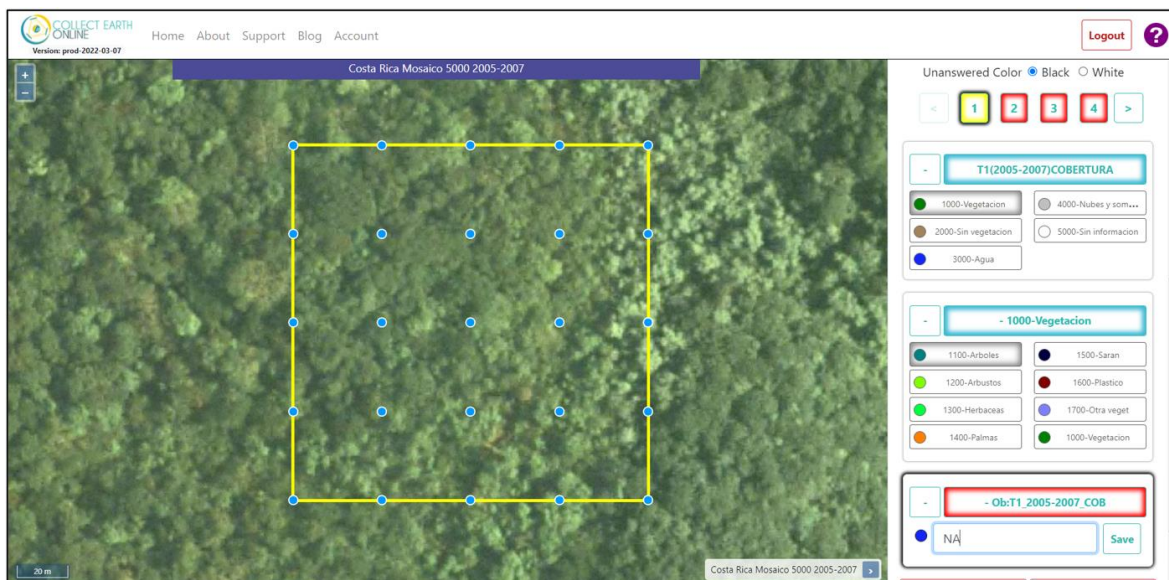 COLLECT EARTH
ONLINE
Version: prod-2022-03-07
Home About Support Blog Account
Logout
?
+
−
Costa Rica Mosaico 5000 2005-2007
20 m
Costa Rica Mosaico 5000 2005-2007 >
Unanswered Color Black White
< 1 2 3 4 >
- T1(2005-2007)COBERTURA
1000-Vegetacion 4000-Nubes y som...
2000-Sin vegetacion 5000-Sin informacion
3000-Agua
- - 1000-Vegetacion
1100-Arboles 1500-Saran
1200-Arbustos 1600-Plastico
1300-Herbaceas 1700-Otra veget
1400-Palmas 1000-Vegetacion
- - Ob:T1_2005-2007_COB
NA Save